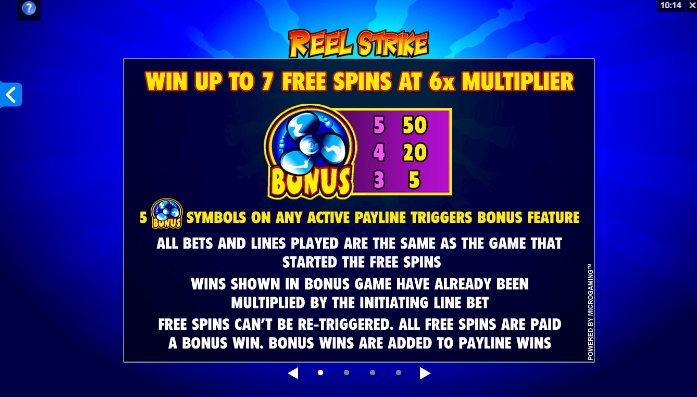 10:14 ×
?
REEL STRIKE
WIN UP TO 7 FREE SPINS AT 6x MULTIPLIER
5 50
4 20
3 5
BONUS
5 BONUS SYMBOLS ON ANY ACTIVE PAYLINE TRIGGERS BONUS FEATURE
ALL BETS AND LINES PLAYED ARE THE SAME AS THE GAME THAT
STARTED THE FREE SPINS
WINS SHOWN IN BONUS GAME HAVE ALREADY BEEN
MULTIPLIED BY THE INITIATING LINE BET
FREE SPINS CAN'T BE RE-TRIGGERED. ALL FREE SPINS ARE PAID
A BONUS WIN. BONUS WINS ARE ADDED TO PAYLINE WINS
POWERED BY MICROGAMING™